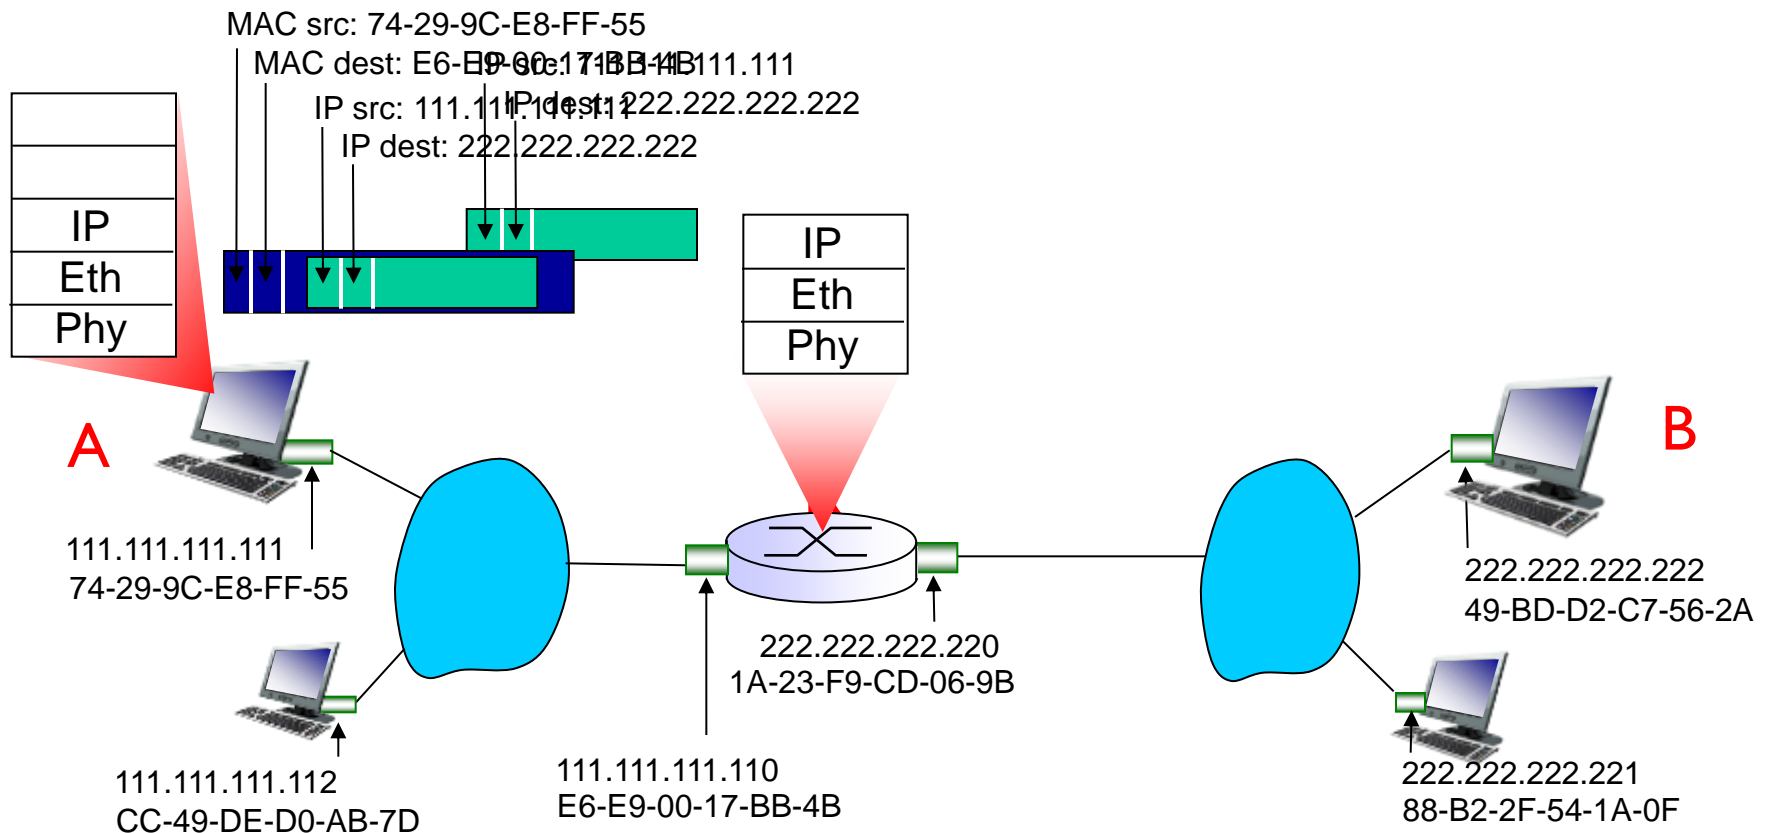 MAC src: 74-29-9C-E8-FF-55
MAC dest: E6-E9-00-17-BB-4B
IP src: 111.111.111.111
IP src: 111.111.111.111
IP dest: 222.222.222.222
IP dest: 222.222.222.222
IP
Eth
Phy
IP
Eth
Phy
A
B
111.111.111.111
74-29-9C-E8-FF-55
222.222.222.222
49-BD-D2-C7-56-2A
222.222.222.220
1A-23-F9-CD-06-9B
111.111.111.112
CC-49-DE-D0-AB-7D
111.111.111.110
E6-E9-00-17-BB-4B
222.222.222.221
88-B2-2F-54-1A-0F